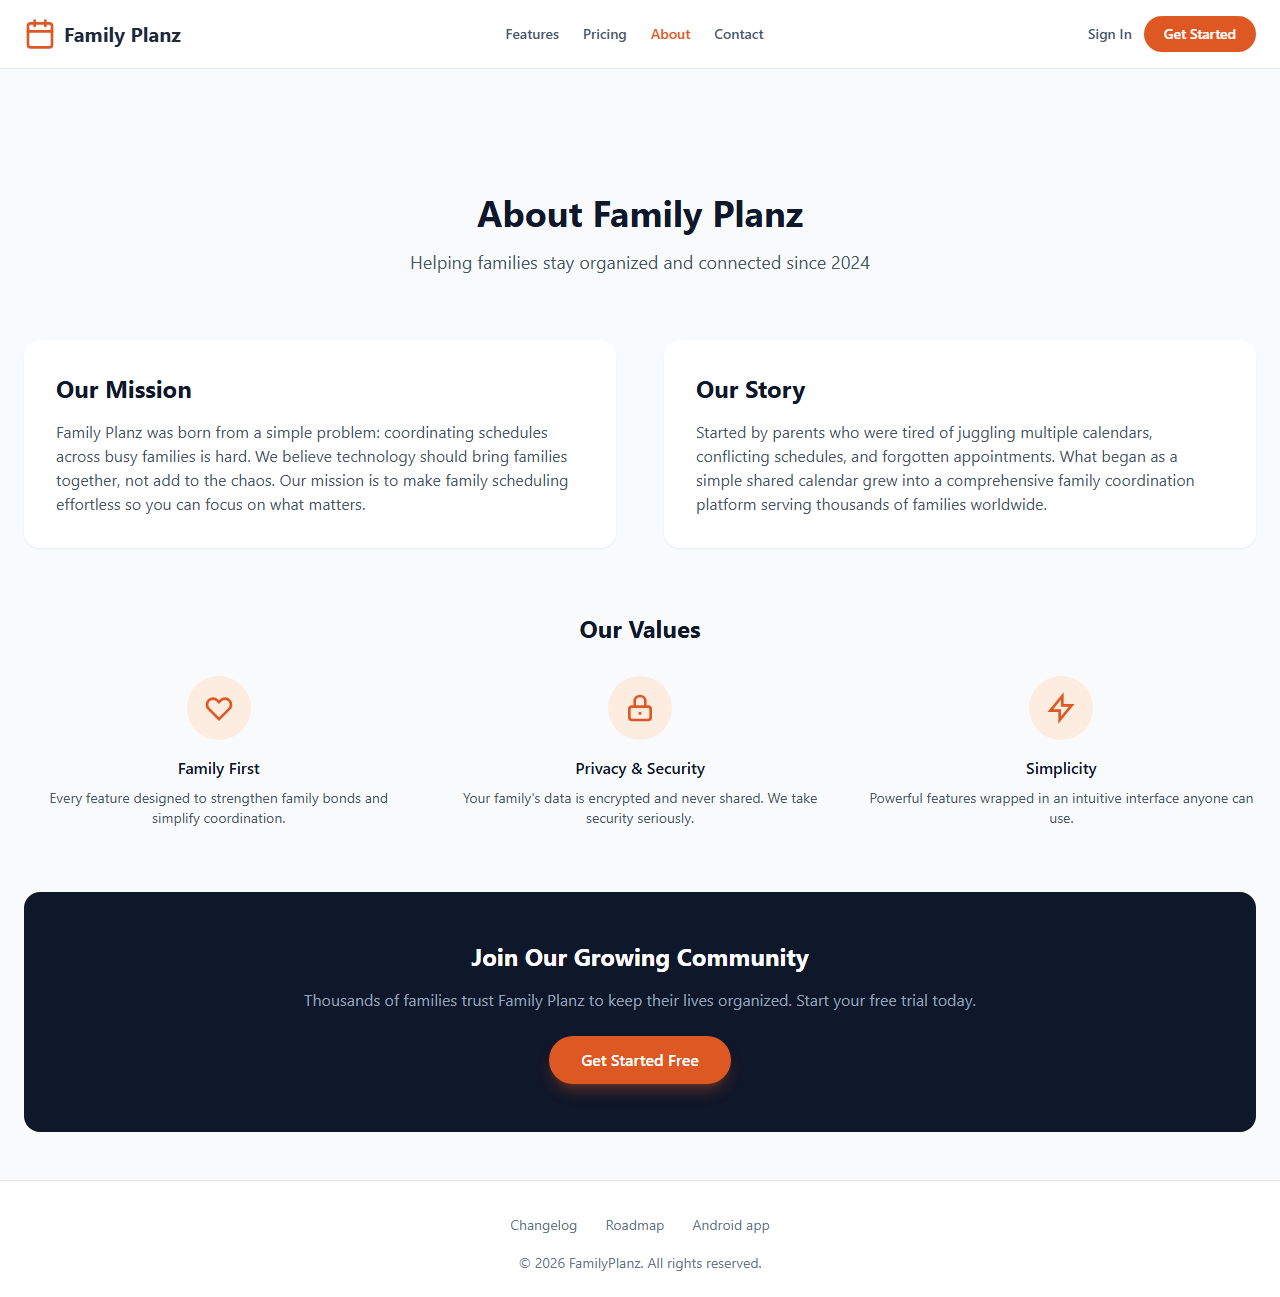 Family Planz
Features Pricing About Contact
Sign In Get Started
About Family Planz
Helping families stay organized and connected since 2024
Our Mission
Family Planz was born from a simple problem: coordinating schedules
across busy families is hard. We believe technology should bring families
together, not add to the chaos. Our mission is to make family scheduling
effortless so you can focus on what matters.
Our Story
Started by parents who were tired of juggling multiple calendars,
conflicting schedules, and forgotten appointments. What began as a
simple shared calendar grew into a comprehensive family coordination
platform serving thousands of families worldwide.
Our Values
Family First
Every feature designed to strengthen family bonds and
simplify coordination.
Privacy & Security
Your family's data is encrypted and never shared. We take
security seriously.
Simplicity
Powerful features wrapped in an intuitive interface anyone can
use.
Join Our Growing Community
Thousands of families trust Family Planz to keep their lives organized. Start your free trial today.
Get Started Free
Changelog Roadmap Android app
© 2026 FamilyPlanz. All rights reserved.